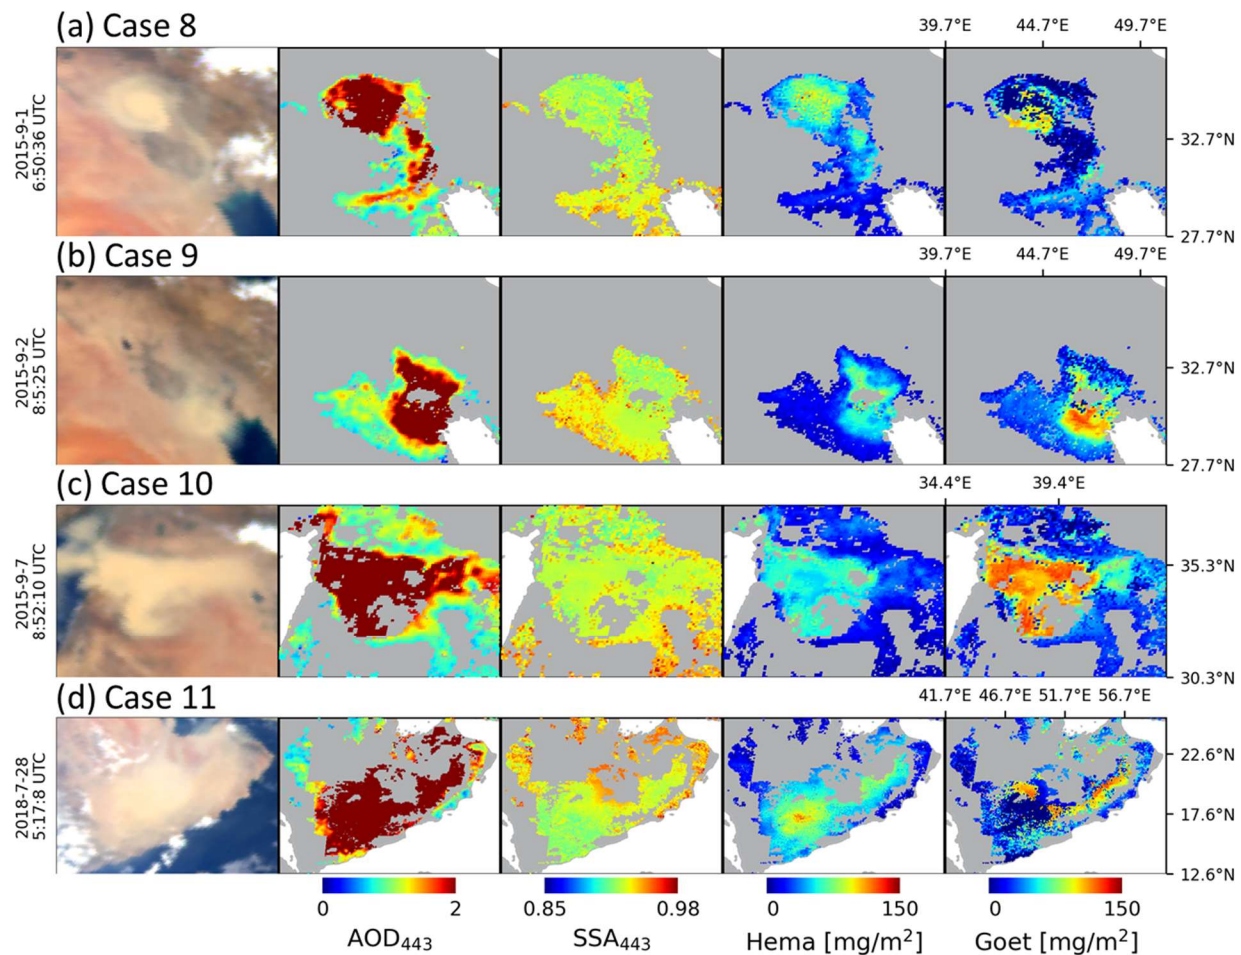 (a) Case 8
39.7°E 44.7°E 49.7°E
2015-9-1
6:50:36 UTC
32.7°N
27.7°N
(b) Case 9
39.7°E 44.7°E 49.7°E
2015-9-2
8:5:25 UTC
32.7°N
27.7°N
(c) Case 10
34.4°E 39.4°E
2015-9-7
8:52:10 UTC
35.3°N
30.3°N
(d) Case 11
41.7°E 46.7°E 51.7°E 56.7°E
2018-7-28
5:17:8 UTC
22.6°N
17.6°N
12.6°N
0 2 0.85 0.98 0 150 0 150
AOD₄₄₃ SSA₄₄₃ Hema [mg/m²] Goet [mg/m²]